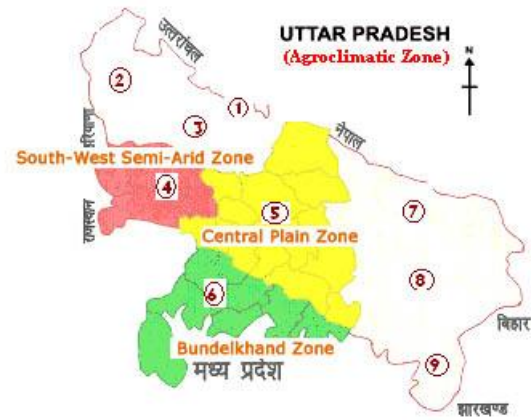 UTTAR PRADESH
(Agroclimatic Zone)
N
उत्तरांचल
2
1
3
हरियाणा
नेपाल
South-West Semi-Arid Zone
4
राजस्थान
5
7
Central Plain Zone
8
6
बिहार
Bundelkhand Zone
मध्य प्रदेश
9
झारखण्ड